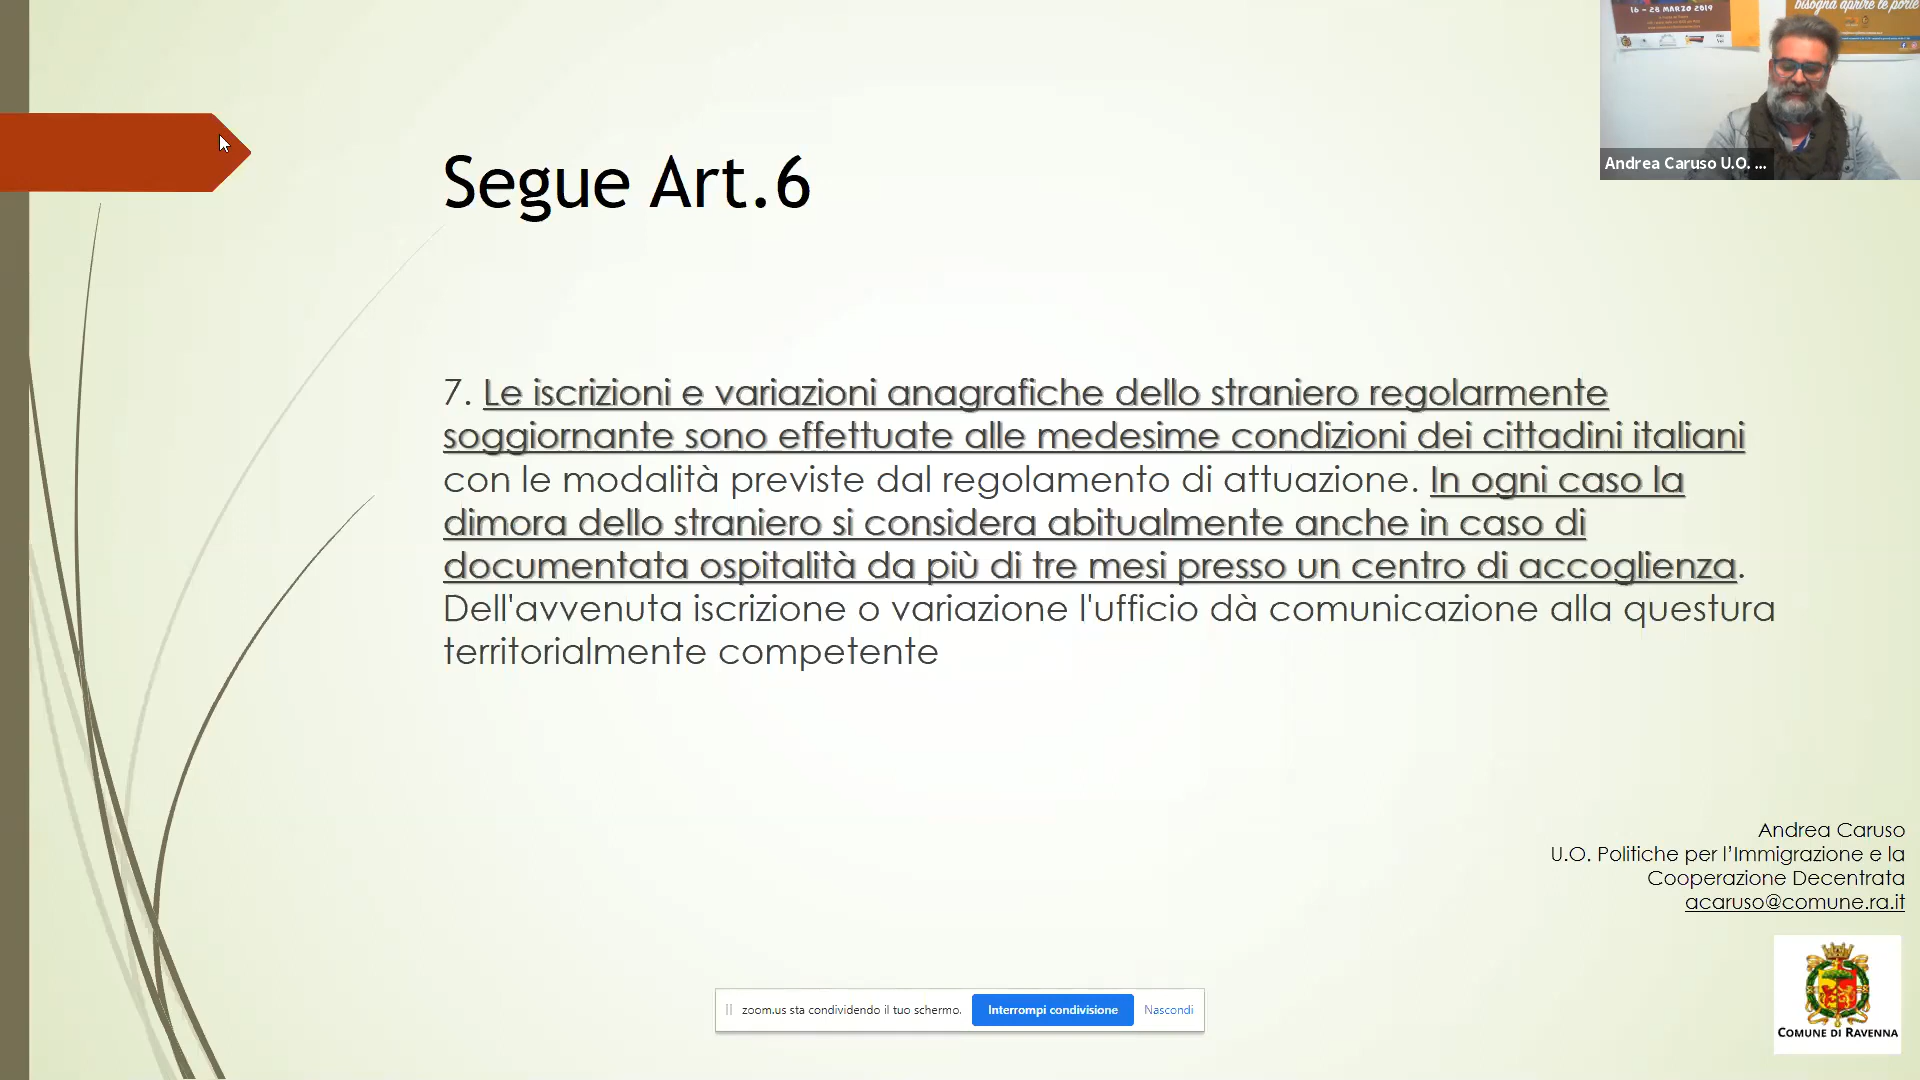 16 - 28 MARZO 2019
bisogna aprire le porte
Andrea Caruso U.O. ...
Segue Art.6
7. Le iscrizioni e variazioni anagrafiche dello straniero regolarmente
soggiornante sono effettuate alle medesime condizioni dei cittadini italiani
con le modalità previste dal regolamento di attuazione. In ogni caso la
dimora dello straniero si considera abitualmente anche in caso di
documentata ospitalità da più di tre mesi presso un centro di accoglienza.
Dell'avvenuta iscrizione o variazione l'ufficio dà comunicazione alla questura
territorialmente competente
Andrea Caruso
U.O. Politiche per l’Immigrazione e la
Cooperazione Decentrata
acaruso@comune.ra.it
COMUNE DI RAVENNA
zoom.us sta condividendo il tuo schermo.
Interrompi condivisione
Nascondi